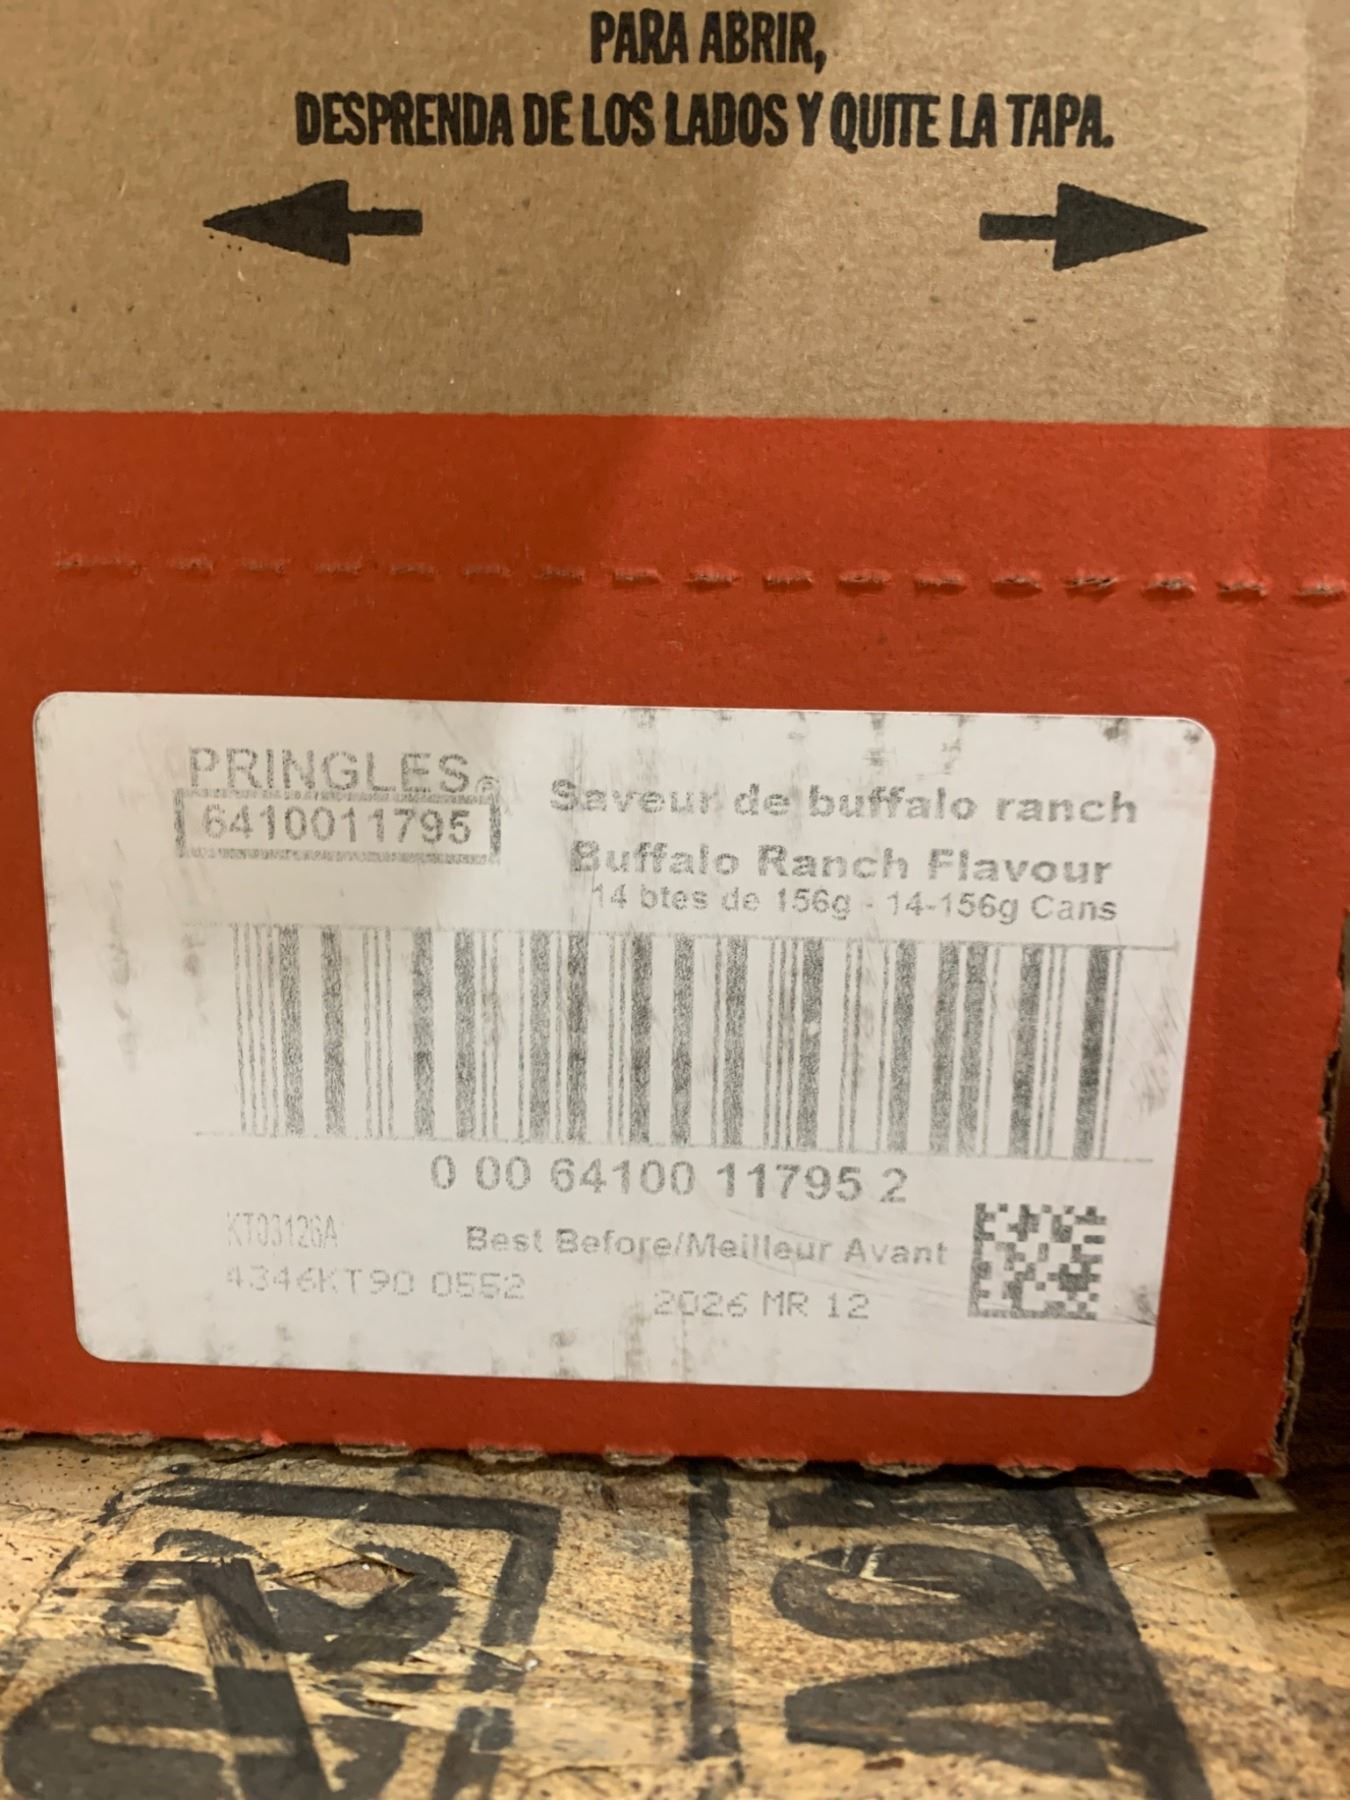 PARA ABRIR,
DESPRENDA DE LOS LADOS Y QUITE LA TAPA.
PRINGLES®
6410011795
Saveur de buffalo ranch
Buffalo Ranch Flavour
14 btes de 156g - 14-156g Cans
0 00 64100 11795 2
KT03126A
Best Before/Meilleur Avant
4346KT90 0552
2026 MR 12